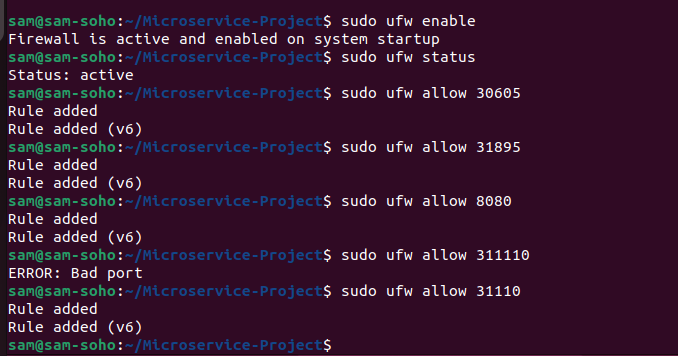 sam@sam-soho:~/Microservice-Project$ sudo ufw enable
Firewall is active and enabled on system startup
sam@sam-soho:~/Microservice-Project$ sudo ufw status
Status: active
sam@sam-soho:~/Microservice-Project$ sudo ufw allow 30605
Rule added
Rule added (v6)
sam@sam-soho:~/Microservice-Project$ sudo ufw allow 31895
Rule added
Rule added (v6)
sam@sam-soho:~/Microservice-Project$ sudo ufw allow 8080
Rule added
Rule added (v6)
sam@sam-soho:~/Microservice-Project$ sudo ufw allow 311110
ERROR: Bad port
sam@sam-soho:~/Microservice-Project$ sudo ufw allow 31110
Rule added
Rule added (v6)
sam@sam-soho:~/Microservice-Project$